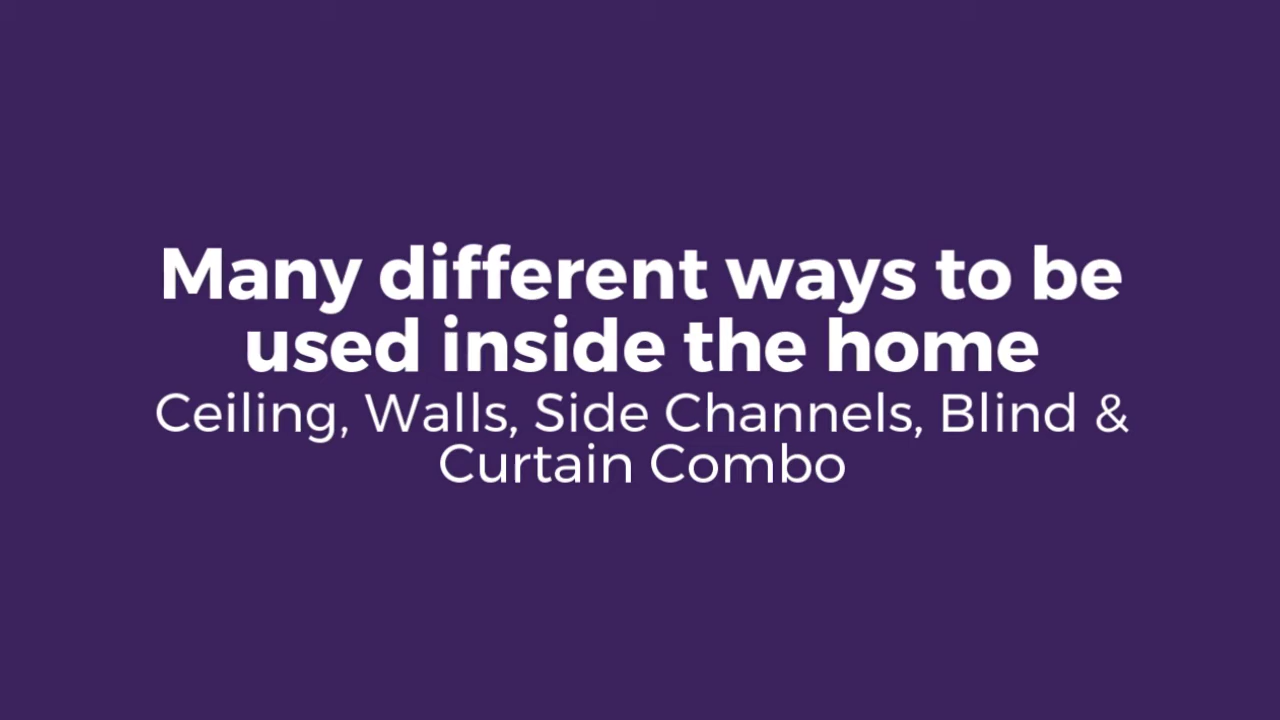 Many different ways to be
used inside the home
Ceiling, Walls, Side Channels, Blind &
Curtain Combo